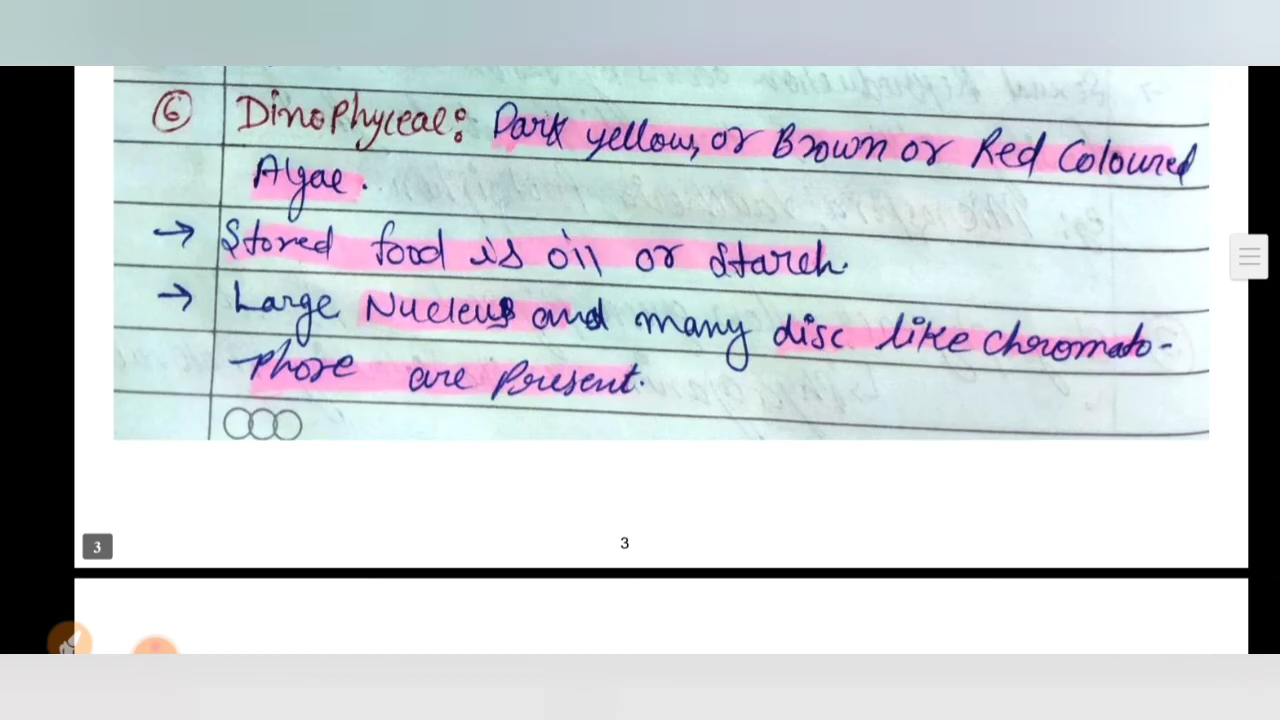 ⑥ Dinophyceae: Dark yellow, or Brown or Red Coloured
Algae.
→ Stored food is oil or starch.
→ Large Nucleus and many disc like chromato-
-phore are Present.
3
3